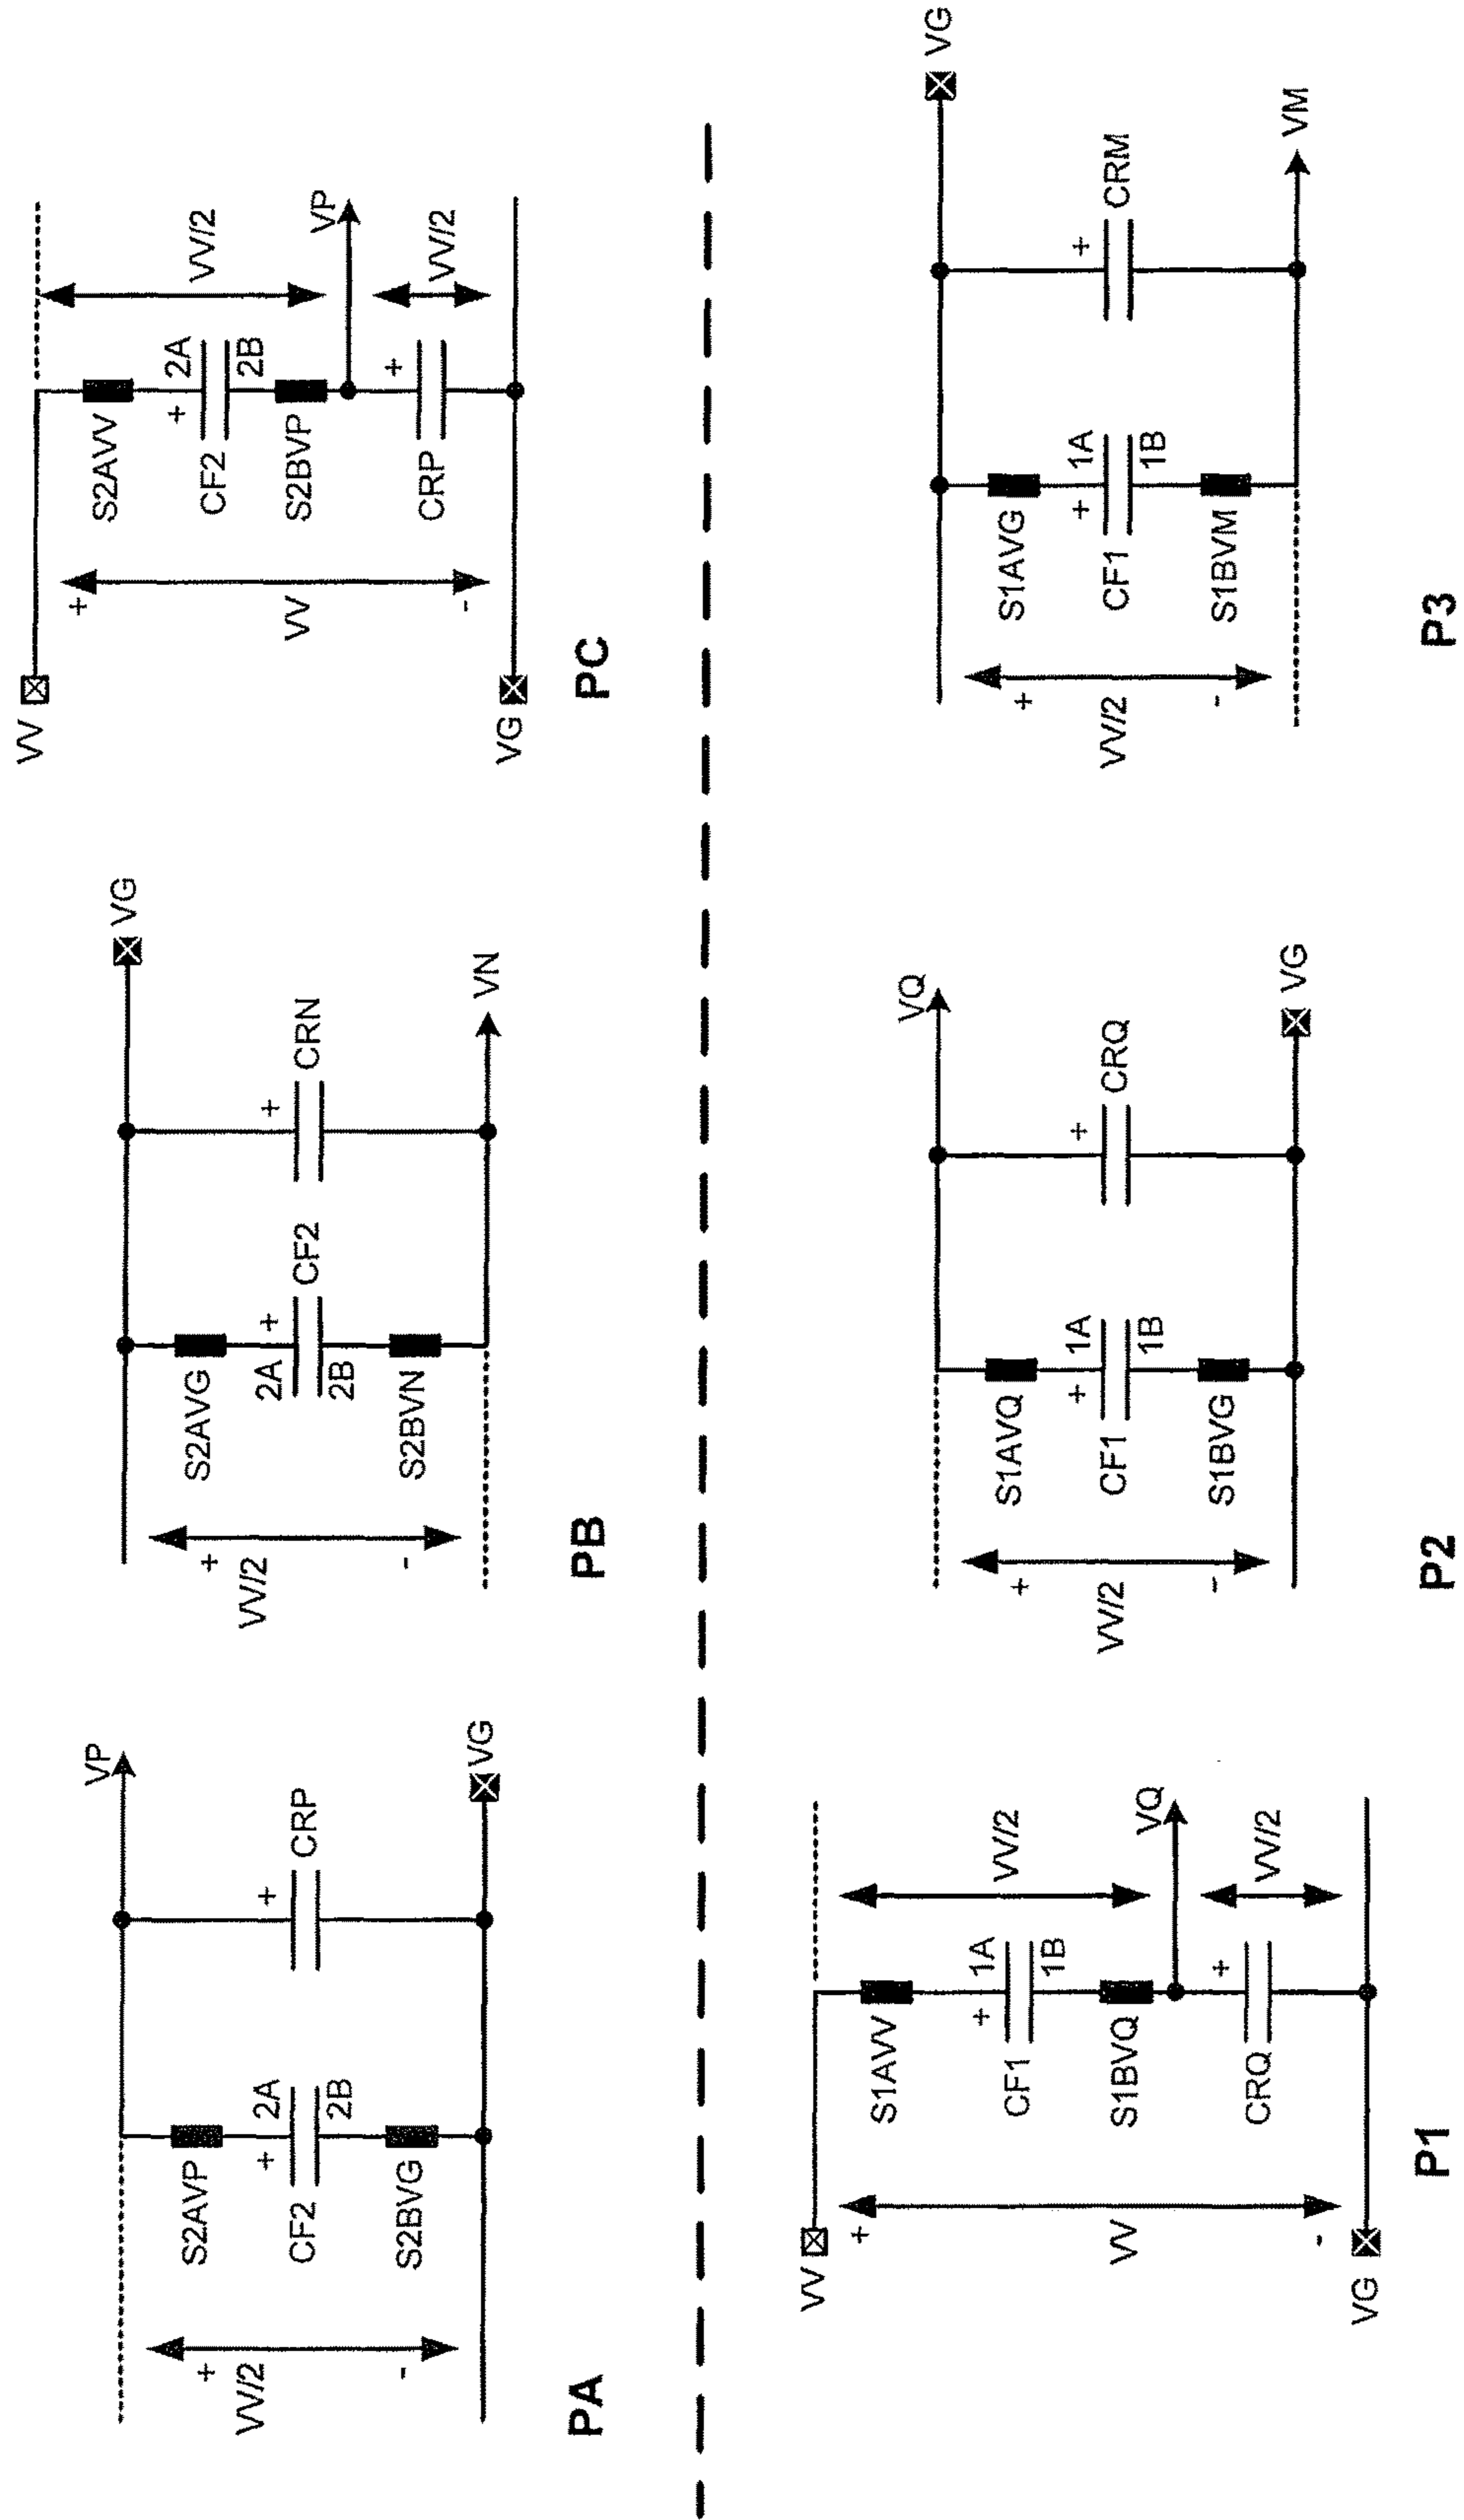 PA
VP
S2AVP
+
2A
CF2
2B
S2BVG
+
CRP
+
VV/2
-
VG
PB
VG
S2AVG
+
2A
CF2
2B
S2BVN
+
CRN
+
VV/2
-
VN
PC
VV
S2AVV
+
2A
CF2
2B
S2BVP
VV/2
VP
+
CRP
VV/2
+
VV
-
VG
P1
VV
S1AVV
+
1A
CF1
1B
S1BVQ
VV/2
VQ
+
CRQ
VV/2
+
VV
-
VG
P2
VQ
S1AVQ
+
1A
CF1
1B
S1BVG
+
CRQ
+
VV/2
-
VG
P3
VG
S1AVG
+
1A
CF1
1B
S1BVM
+
CRM
+
VV/2
-
VM